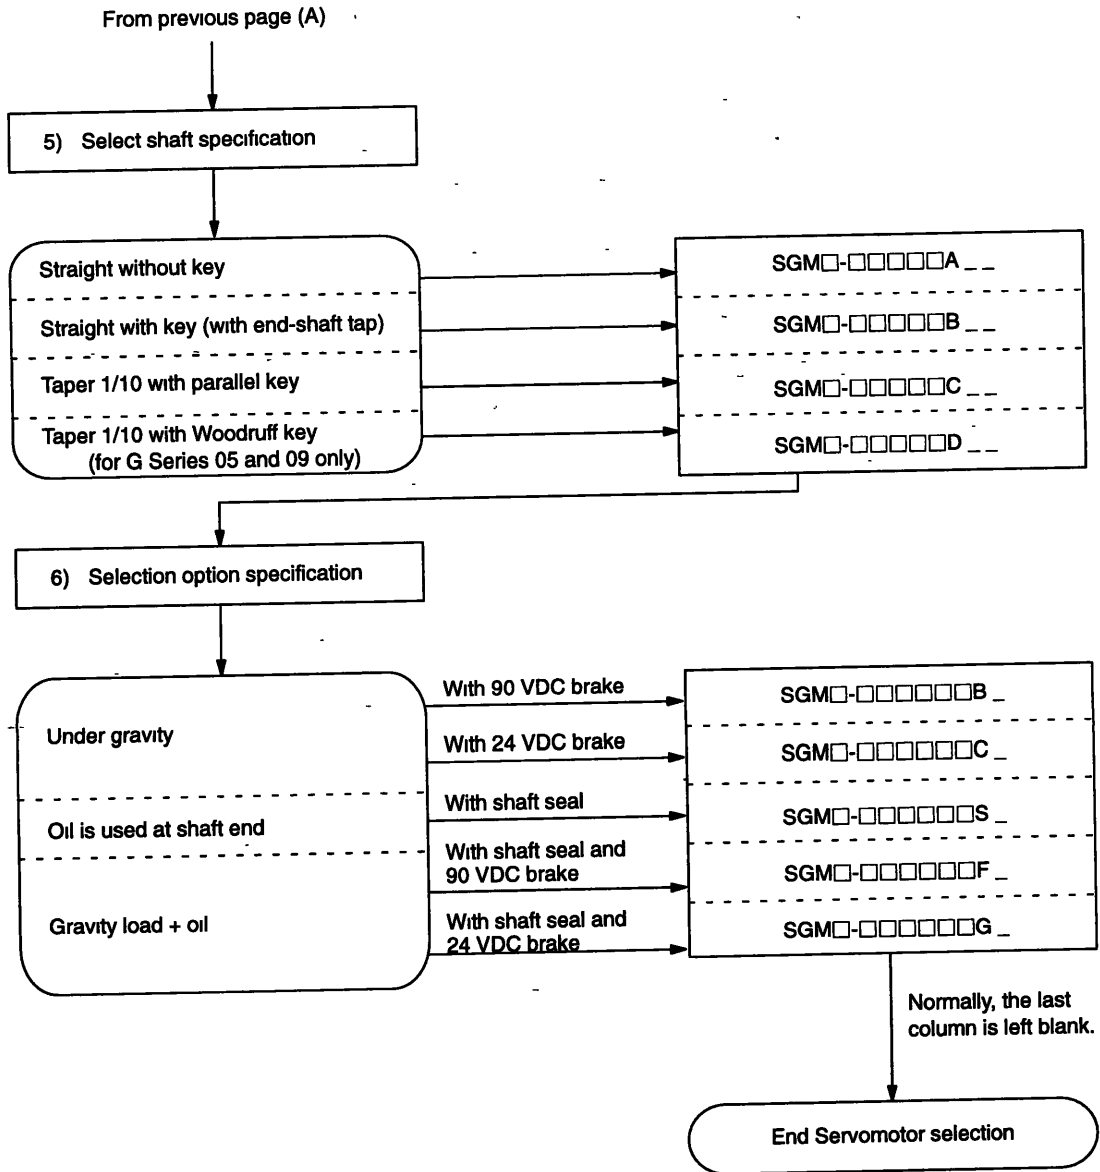 From previous page (A)
5) Select shaft specification
Straight without key
Straight with key (with end-shaft tap)
Taper 1/10 with parallel key
Taper 1/10 with Woodruff key
(for G Series 05 and 09 only)
SGM□-□□□□□A _ _
SGM□-□□□□□B _ _
SGM□-□□□□□C _ _
SGM□-□□□□□D _ _
6) Selection option specification
Under gravity
Oil is used at shaft end
Gravity load + oil
With 90 VDC brake
With 24 VDC brake
With shaft seal
With shaft seal and
90 VDC brake
With shaft seal and
24 VDC brake
SGM□-□□□□□□B _
SGM□-□□□□□□C _
SGM□-□□□□□□S _
SGM□-□□□□□□F _
SGM□-□□□□□□G _
Normally, the last
column is left blank.
End Servomotor selection